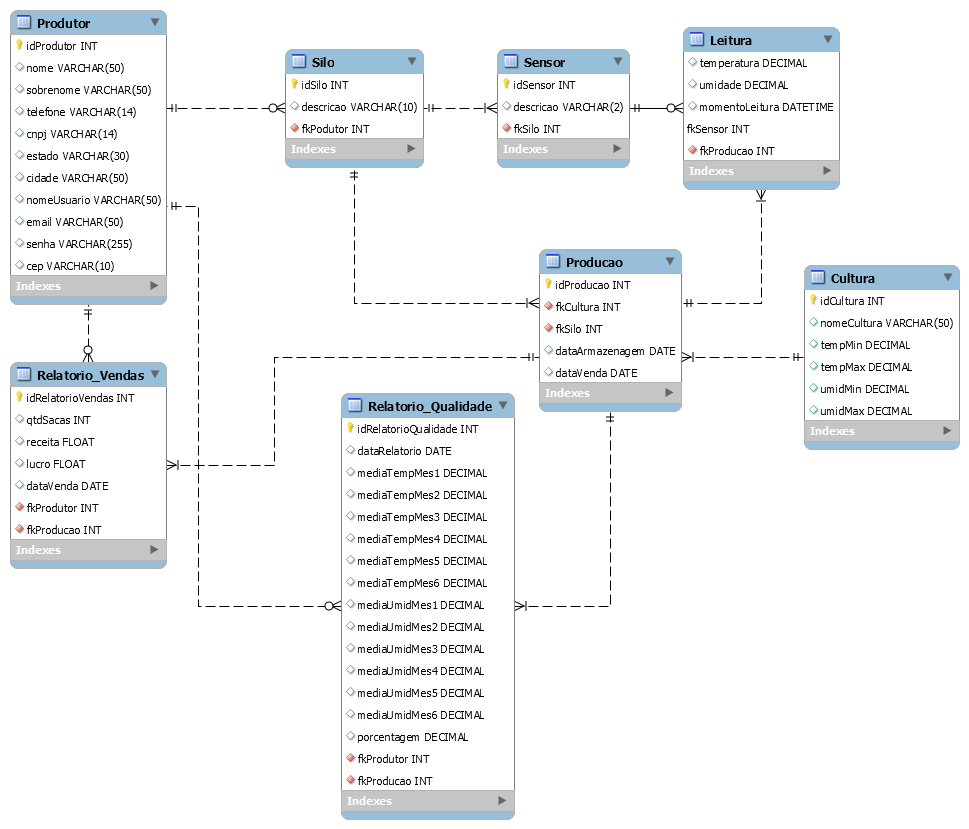 Produtor
idProdutor INT
nome VARCHAR(50)
sobrenome VARCHAR(50)
telefone VARCHAR(14)
cnpj VARCHAR(14)
estado VARCHAR(30)
cidade VARCHAR(50)
nomeUsuario VARCHAR(50)
email VARCHAR(50)
senha VARCHAR(255)
cep VARCHAR(10)
Indexes
Silo
idSilo INT
descricao VARCHAR(10)
fkPodutor INT
Indexes
Sensor
idSensor INT
descricao VARCHAR(2)
fkSilo INT
Indexes
Leitura
temperatura DECIMAL
umidade DECIMAL
momentoLeitura DATETIME
fkSensor INT
fkProducao INT
Indexes
Producao
idProducao INT
fkCultura INT
fkSilo INT
dataArmazenagem DATE
dataVenda DATE
Indexes
Cultura
idCultura INT
nomeCultura VARCHAR(50)
tempMin DECIMAL
tempMax DECIMAL
umidMin DECIMAL
umidMax DECIMAL
Indexes
Relatorio_Vendas
idRelatorioVendas INT
qtdSacas INT
receita FLOAT
lucro FLOAT
dataVenda DATE
fkProdutor INT
fkProducao INT
Indexes
Relatorio_Qualidade
idRelatorioQualidade INT
dataRelatorio DATE
mediaTempMes1 DECIMAL
mediaTempMes2 DECIMAL
mediaTempMes3 DECIMAL
mediaTempMes4 DECIMAL
mediaTempMes5 DECIMAL
mediaTempMes6 DECIMAL
mediaUmidMes1 DECIMAL
mediaUmidMes2 DECIMAL
mediaUmidMes3 DECIMAL
mediaUmidMes4 DECIMAL
mediaUmidMes5 DECIMAL
mediaUmidMes6 DECIMAL
porcentagem DECIMAL
fkProdutor INT
fkProducao INT
Indexes